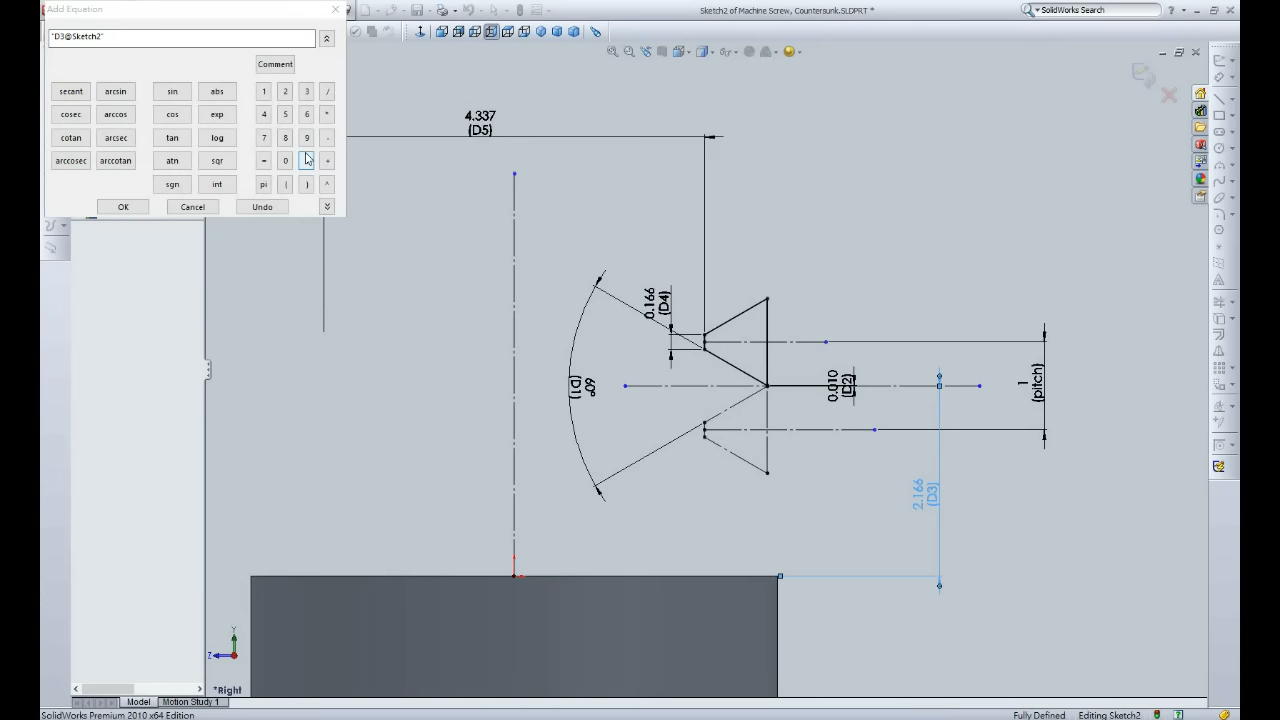 Add Equation
Sketch2 of Machine Screw, Countersunk.SLDPRT *
SolidWorks Search
"D3@Sketch2"
Comment
secant arcsin sin abs 1 2 3 /
cosec arccos cos exp 4 5 6 *
cotan arcsec tan log 7 8 9 -
arccosec arccotan atn sqr = 0 +
sgn int pi ( ) ^
OK Cancel Undo
4.337
(D5)
0.166
(D4)
60°
(D1)
0.010
(D2)
1
(pitch)
2.166
(D3)
Y
Z
*Right
Model Motion Study 1
SolidWorks Premium 2010 x64 Edition
Fully Defined Editing Sketch2